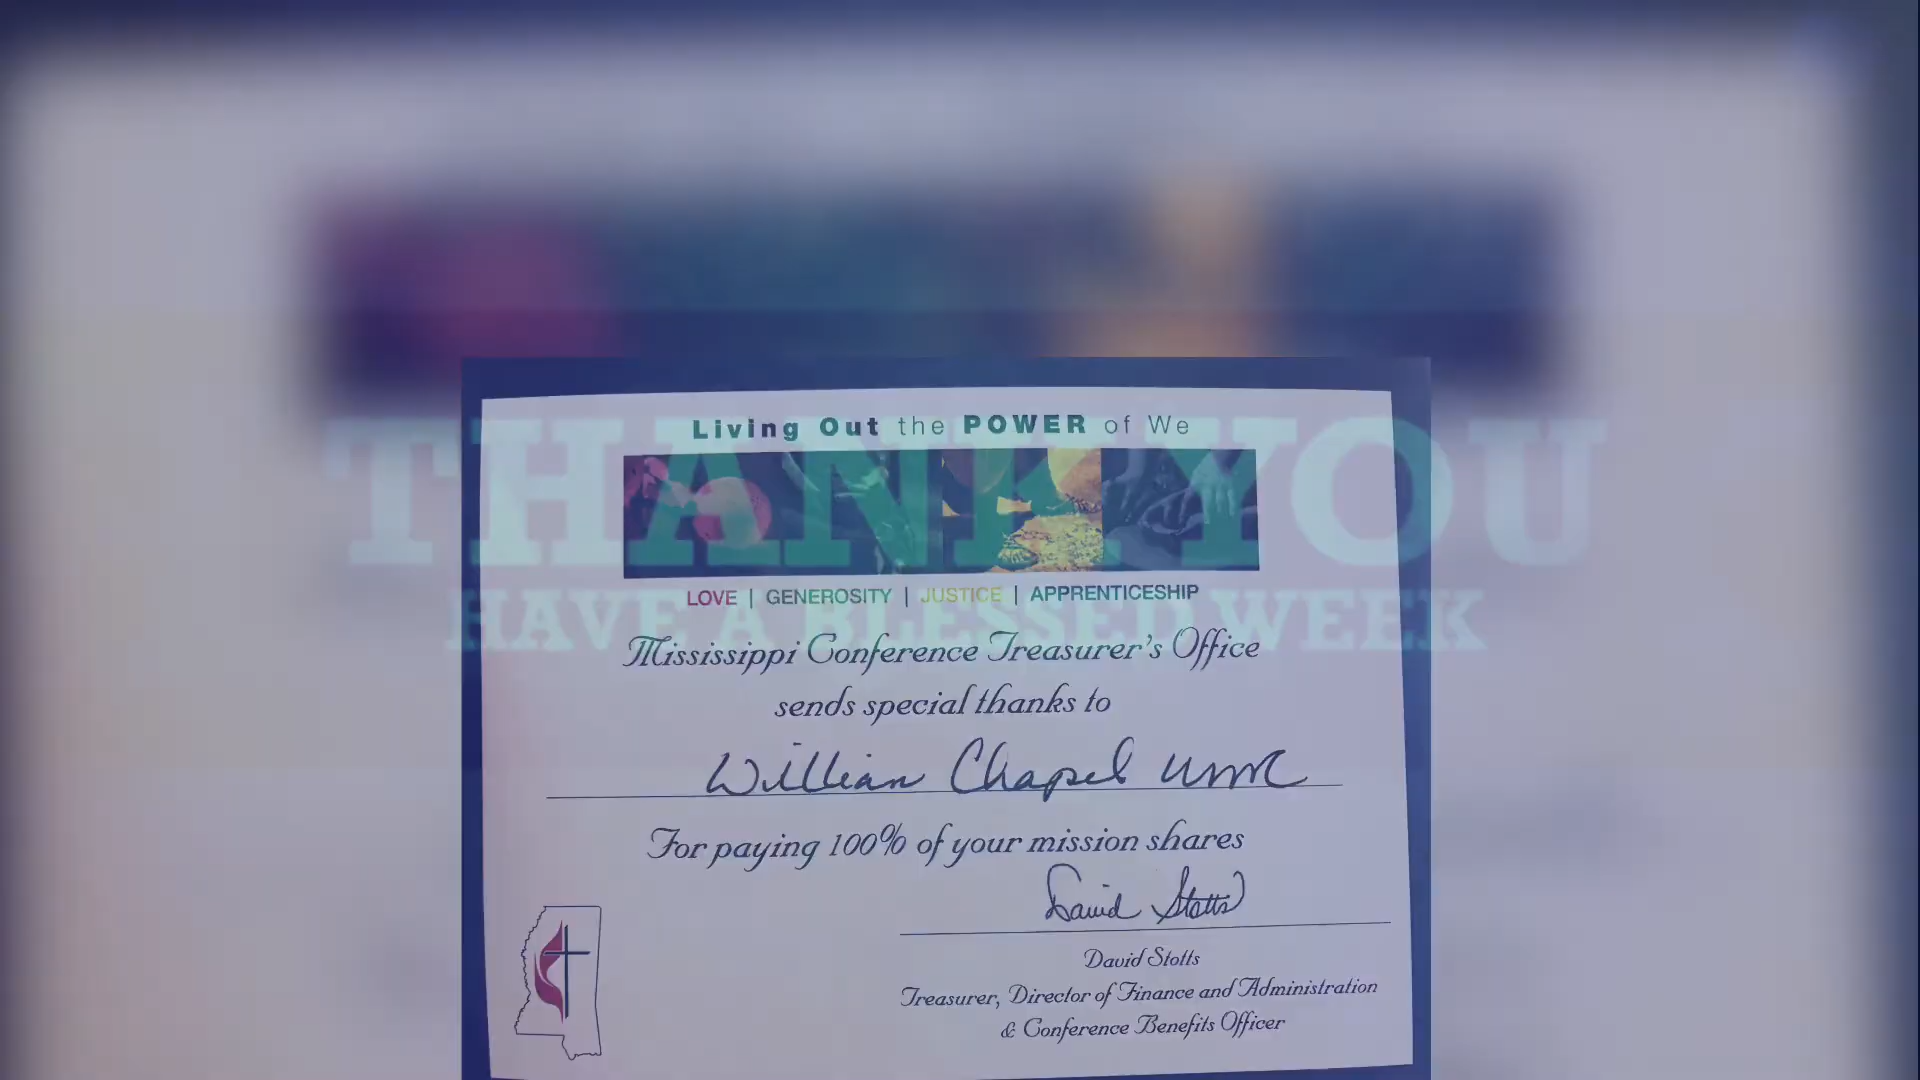 Living Out the POWER of We
THANK YOU
LOVE | GENEROSITY | JUSTICE | APPRENTICESHIP
HAVE A BLESSED WEEK
Mississippi Conference Treasurer's Office
sends special thanks to
Willian Chapel UMC
For paying 100% of your mission shares
David Stotts
David Stotts
Treasurer, Director of Finance and Administration
& Conference Benefits Officer